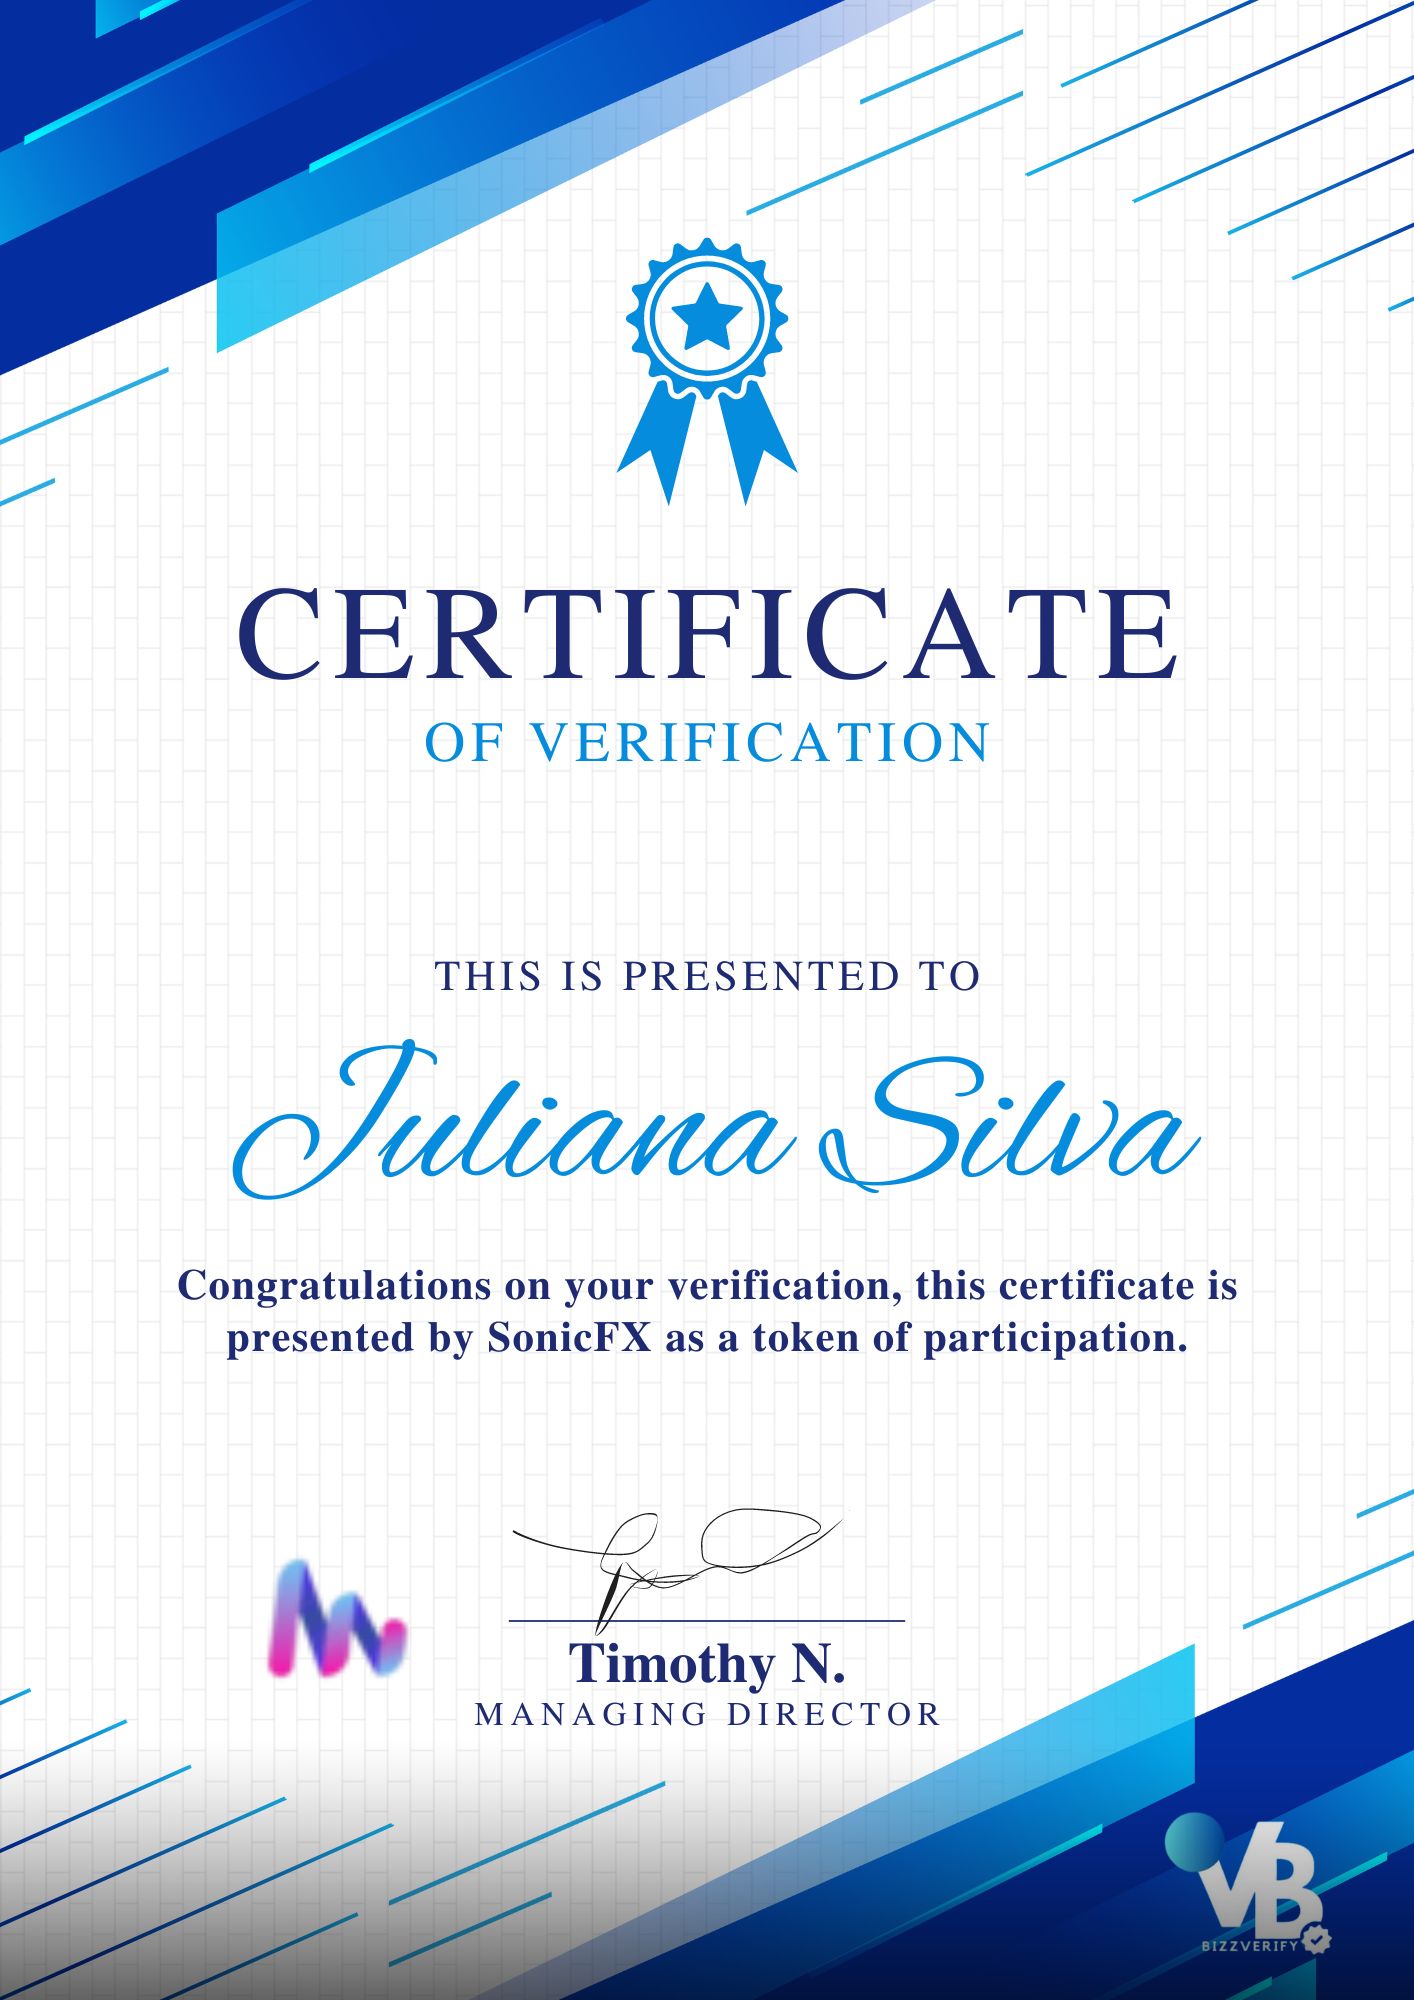 CERTIFICATE
OF VERIFICATION
THIS IS PRESENTED TO
Juliana Silva
Congratulations on your verification, this certificate is
presented by SonicFX as a token of participation.
Timothy N.
MANAGING DIRECTOR
VB
BIZZVERIFY